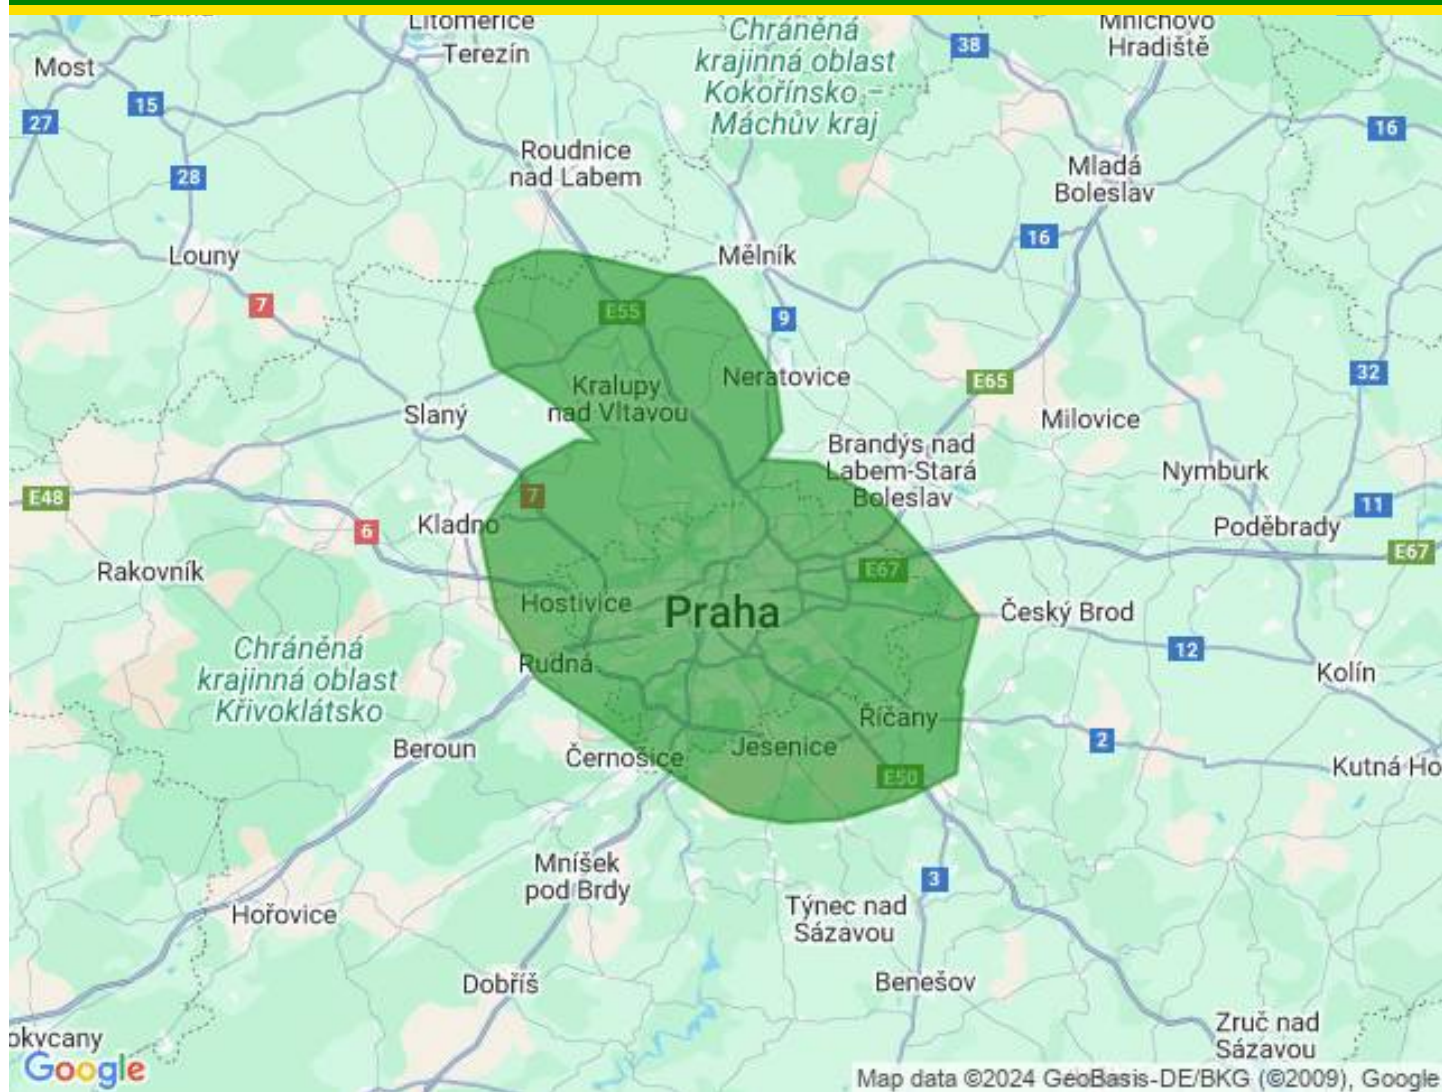 Litoměřice
Terezín
Most
Chráněná
krajinná oblast
Kokořínsko –
Máchův kraj
38
Mnichovo
Hradiště
15
27
16
Roudnice
nad Labem
28
Mladá
Boleslav
Louny
Mělník
16
7
E55
9
Kralupy
nad Vltavou
Neratovice
E65
32
Slaný
Milovice
Brandýs nad
Labem-Stará
Boleslav
Nymburk
E48
7
11
6
Kladno
Poděbrady
E67
Rakovník
E67
Hostivice
Praha
Český Brod
Chráněná
krajinná oblast
Křivoklátsko
12
Rudná
Kolín
Říčany
Beroun
Černošice
Jesenice
2
E50
Kutná Ho
Mníšek
pod Brdy
3
Hořovice
Týnec nad
Sázavou
Dobříš
Benešov
Zruč nad
Sázavou
okycany
Google
Map data ©2024 GeoBasis-DE/BKG (©2009), Google